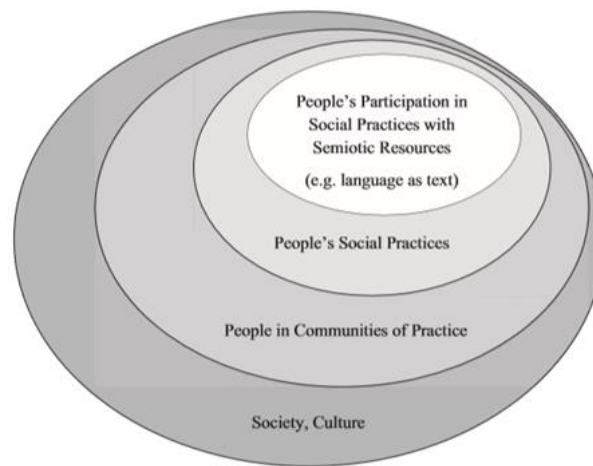 People's Participation in
Social Practices with
Semiotic Resources
(e.g. language as text)
People's Social Practices
People in Communities of Practice
Society, Culture